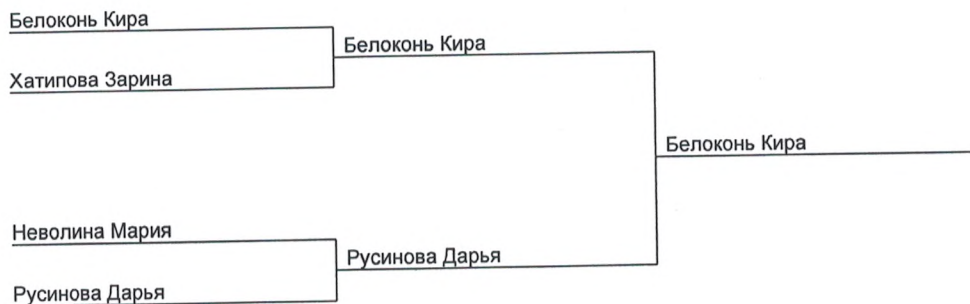 Белоконь Кира
Белоконь Кира
Хатипова Зарина
Белоконь Кира
Неволина Мария
Русинова Дарья
Русинова Дарья